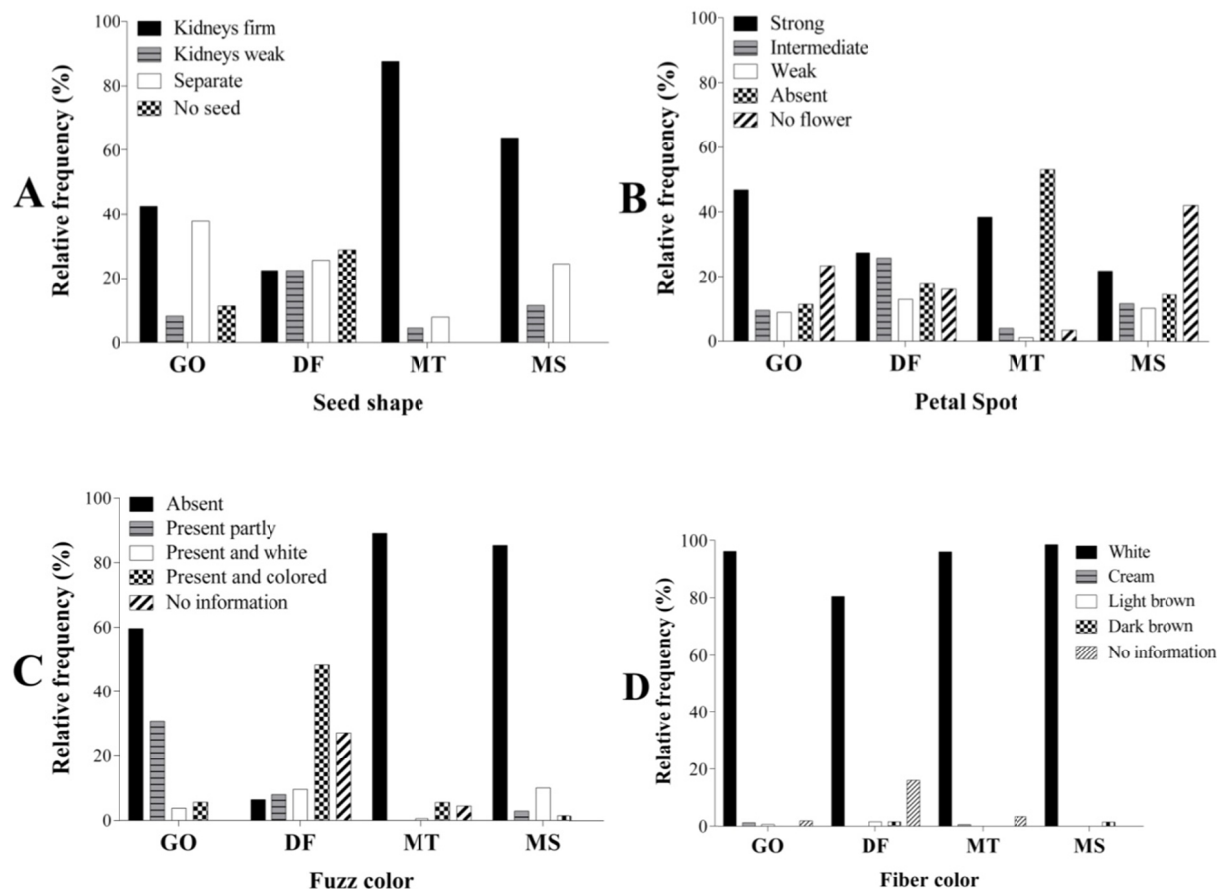 A
Relative frequency (%)
100
80
60
40
20
0
Kidneys firm
Kidneys weak
Separate
No seed
GO DF MT MS
Seed shape
B
Relative frequency (%)
100
80
60
40
20
0
Strong
Intermediate
Weak
Absent
No flower
GO DF MT MS
Petal Spot
C
Relative frequency (%)
100
80
60
40
20
0
Absent
Present partly
Present and white
Present and colored
No information
GO DF MT MS
Fuzz color
D
Relative frequency (%)
100
80
60
40
20
0
White
Cream
Light brown
Dark brown
No information
GO DF MT MS
Fiber color